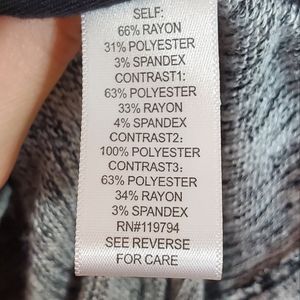 SELF:
66% RAYON
31% POLYESTER
3% SPANDEX
CONTRAST1:
63% POLYESTER
33% RAYON
4% SPANDEX
CONTRAST2:
100% POLYESTER
CONTRAST3:
63% POLYESTER
34% RAYON
3% SPANDEX
RN#119794
SEE REVERSE
FOR CARE